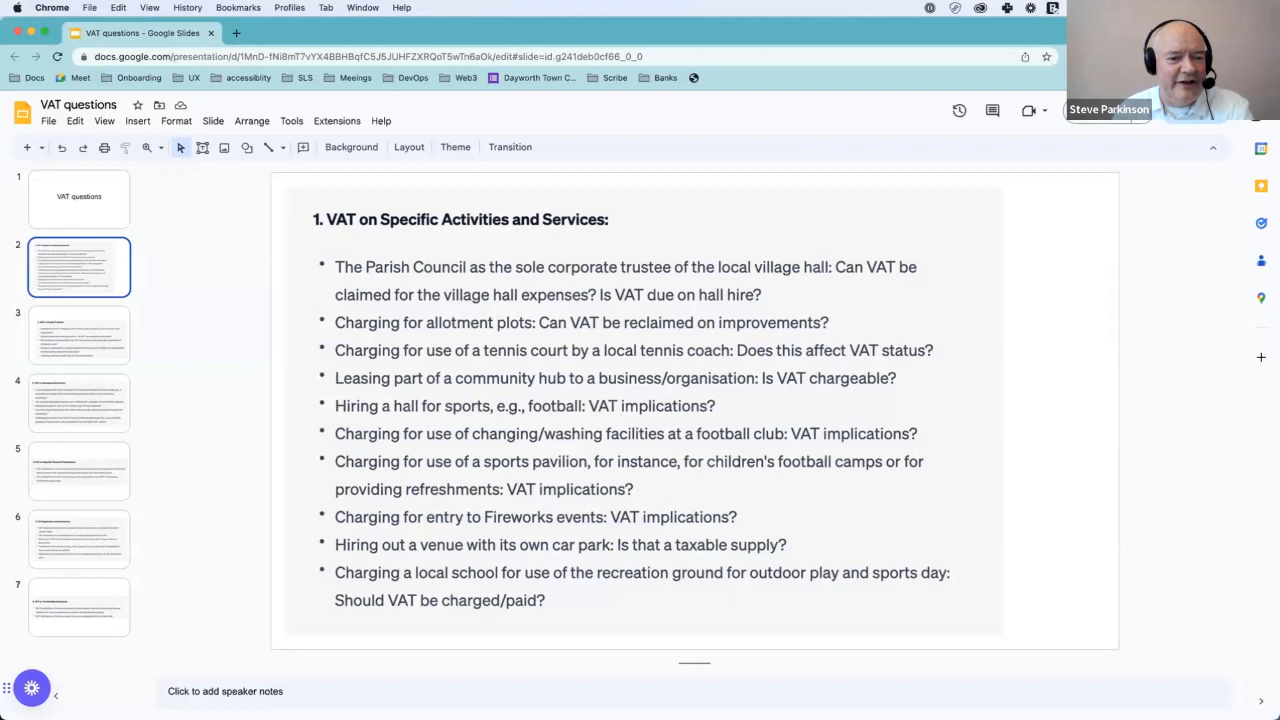 Chrome File Edit View History Bookmarks Profiles Tab Window Help
VAT questions - Google Slides
docs.google.com/presentation/d/1MnD-fNi8mT7vYX4BBHBqfC5J5JUHFZXRQoT5wTn6aOk/edit#slide=id.g241deb0cf66_0_0
Docs Meet Onboarding UX accessiblity SLS Meetings DevOps Web3 Dayworth Town C... Scribe Banks
Steve Parkinson
VAT questions
File Edit View Insert Format Slide Arrange Tools Extensions Help
Background Layout Theme Transition
1
VAT questions
2
3
4
5
6
7
1. VAT on Specific Activities and Services:
The Parish Council as the sole corporate trustee of the local village hall: Can VAT be
claimed for the village hall expenses? Is VAT due on hall hire?
Charging for allotment plots: Can VAT be reclaimed on improvements?
Charging for use of a tennis court by a local tennis coach: Does this affect VAT status?
Leasing part of a community hub to a business/organisation: Is VAT chargeable?
Hiring a hall for sports, e.g., football: VAT implications?
Charging for use of changing/washing facilities at a football club: VAT implications?
Charging for use of a sports pavilion, for instance, for children's football camps or for
providing refreshments: VAT implications?
Charging for entry to Fireworks events: VAT implications?
Hiring out a venue with its own car park: Is that a taxable supply?
Charging a local school for use of the recreation ground for outdoor play and sports day:
Should VAT be charged/paid?
Click to add speaker notes